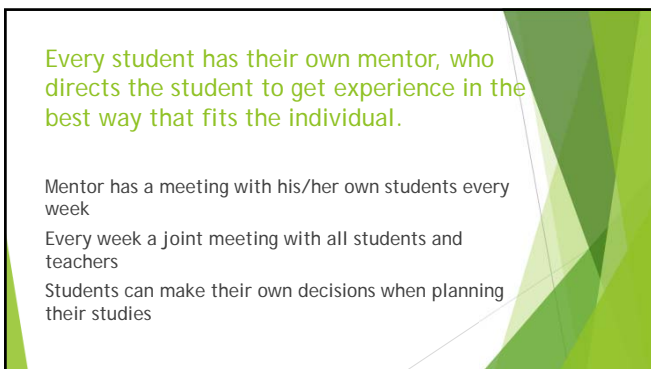 Every student has their own mentor, who
directs the student to get experience in the
best way that fits the individual.
Mentor has a meeting with his/her own students every
week
Every week a joint meeting with all students and
teachers
Students can make their own decisions when planning
their studies